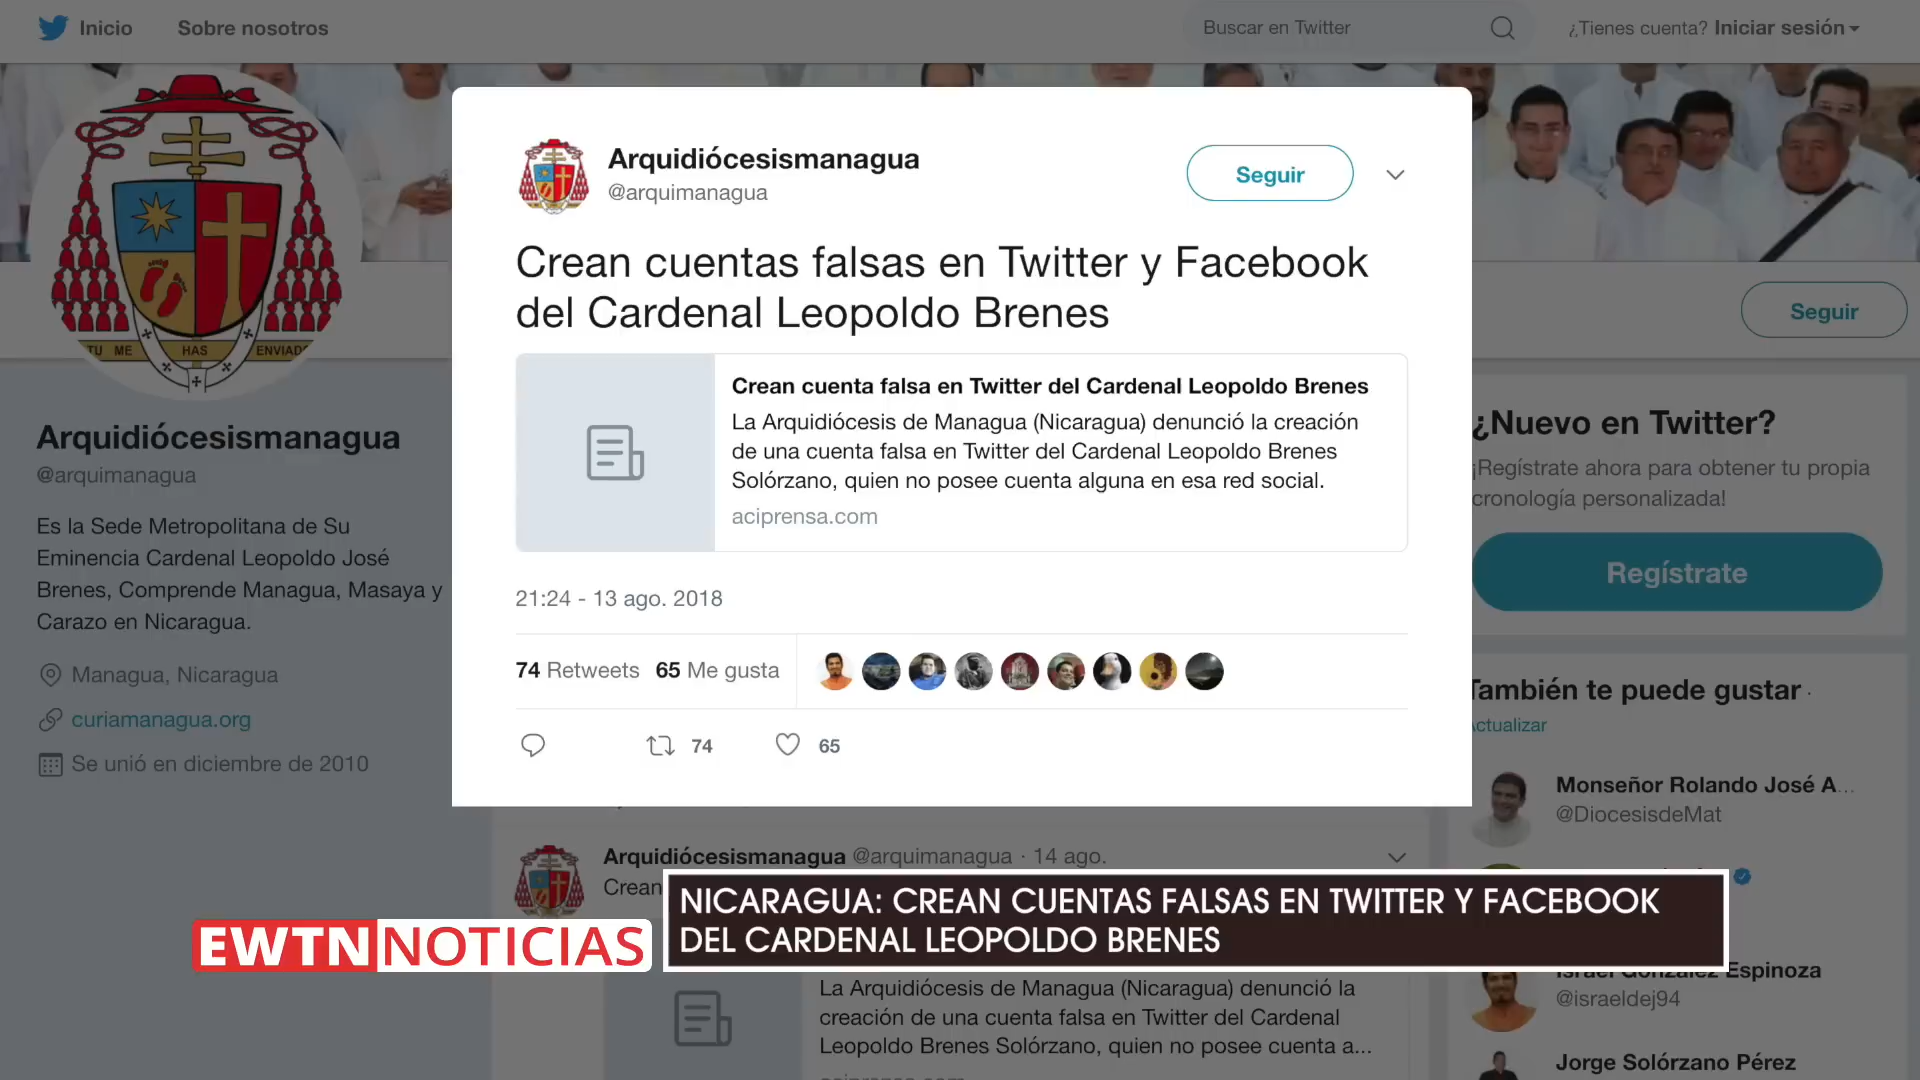 Inicio
Sobre nosotros
Buscar en Twitter
¿Tienes cuenta? Iniciar sesión
TU ME HAS ENVIADO
Arquidiócesismanagua
@arquimanagua
Es la Sede Metropolitana de Su
Eminencia Cardenal Leopoldo José
Brenes, Comprende Managua, Masaya y
Carazo en Nicaragua.
Managua, Nicaragua
curiamanagua.org
Se unió en diciembre de 2010
Arquidiócesismanagua
@arquimanagua
Seguir
Crean cuentas falsas en Twitter y Facebook
del Cardenal Leopoldo Brenes
Crean cuenta falsa en Twitter del Cardenal Leopoldo Brenes
La Arquidiócesis de Managua (Nicaragua) denunció la creación
de una cuenta falsa en Twitter del Cardenal Leopoldo Brenes
Solórzano, quien no posee cuenta alguna en esa red social.
aciprensa.com
21:24 - 13 ago. 2018
74 Retweets 65 Me gusta
74 65
Seguir
¿Nuevo en Twitter?
¡Regístrate ahora para obtener tu propia
cronología personalizada!
Regístrate
También te puede gustar ·
Actualizar
Monseñor Rolando José A...
@DiocesisdeMat
Israel González Espinoza
@israeldej94
Jorge Solórzano Pérez
Arquidiócesismanagua @arquimanagua · 14 ago.
Crean
EWTN NOTICIAS
NICARAGUA: CREAN CUENTAS FALSAS EN TWITTER Y FACEBOOK
DEL CARDENAL LEOPOLDO BRENES
La Arquidiócesis de Managua (Nicaragua) denunció la
creación de una cuenta falsa en Twitter del Cardenal
Leopoldo Brenes Solórzano, quien no posee cuenta a...